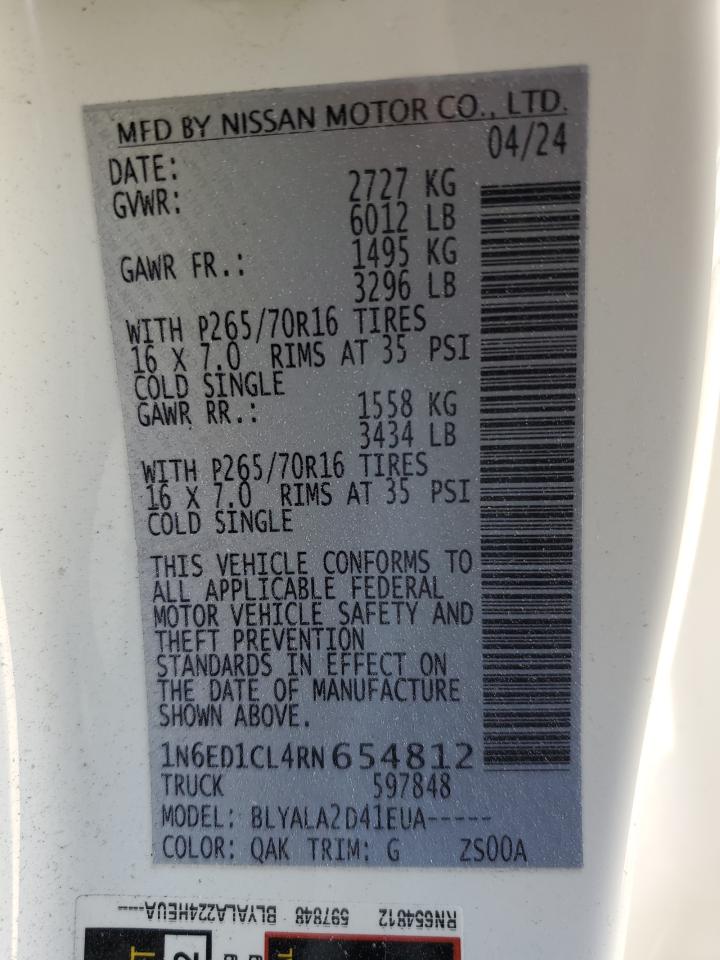 MFD BY NISSAN MOTOR CO., LTD.
DATE: 04/24
GVWR: 2727 KG
6012 LB
GAWR FR.: 1495 KG
3296 LB
WITH P265/70R16 TIRES
16 X 7.0 RIMS AT 35 PSI
COLD SINGLE
GAWR RR.: 1558 KG
3434 LB
WITH P265/70R16 TIRES
16 X 7.0 RIMS AT 35 PSI
COLD SINGLE
THIS VEHICLE CONFORMS TO
ALL APPLICABLE FEDERAL
MOTOR VEHICLE SAFETY AND
THEFT PREVENTION
STANDARDS IN EFFECT ON
THE DATE OF MANUFACTURE
SHOWN ABOVE.
1N6ED1CL4RN654812
TRUCK 597848
MODEL: BLYALA2D41EUA-----
COLOR: QAK TRIM: G ZS00A
RN654812 597848 BLYALA224HEUA----